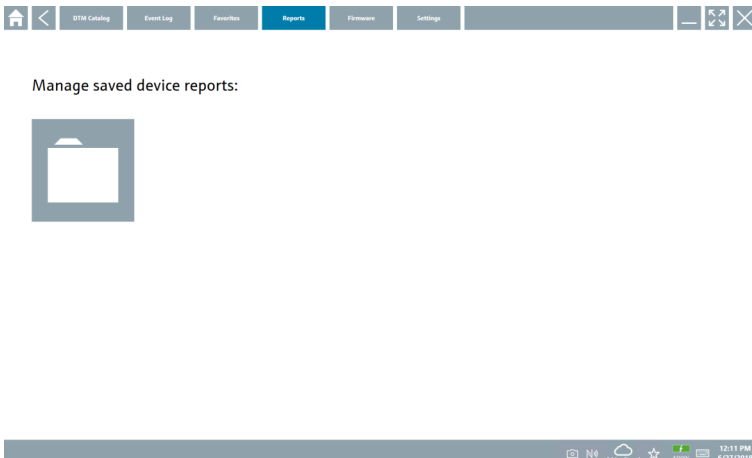 DTM Catalog
Event Log
Favorites
Reports
Firmware
Settings
Manage saved device reports:
12:11 PM